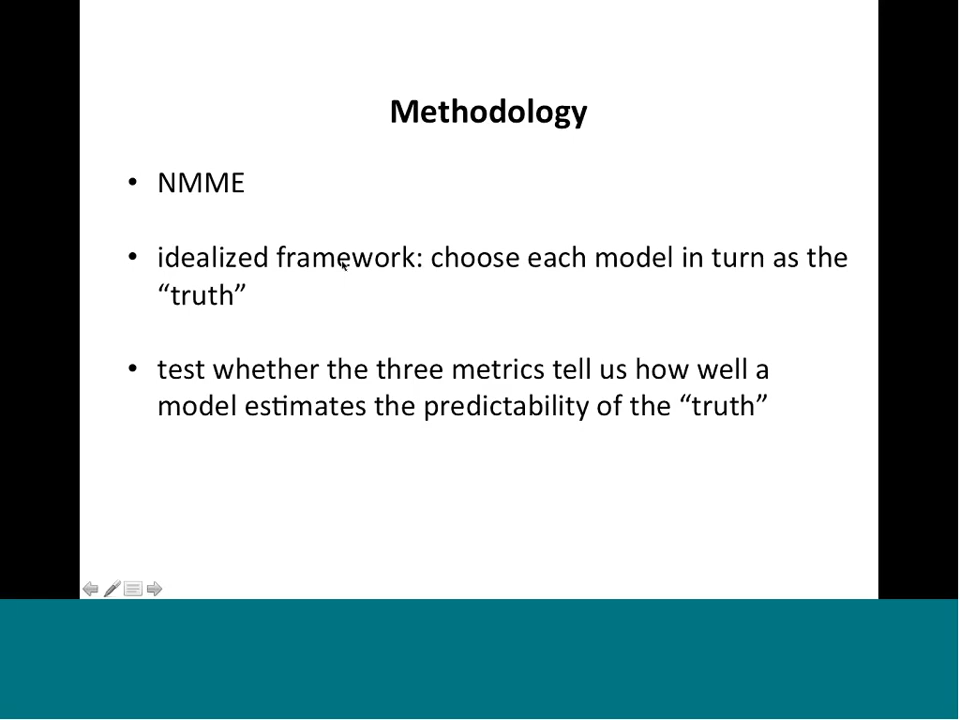 Methodology
• NMME
• idealized framework: choose each model in turn as the
“truth”
• test whether the three metrics tell us how well a
model estimates the predictability of the “truth”